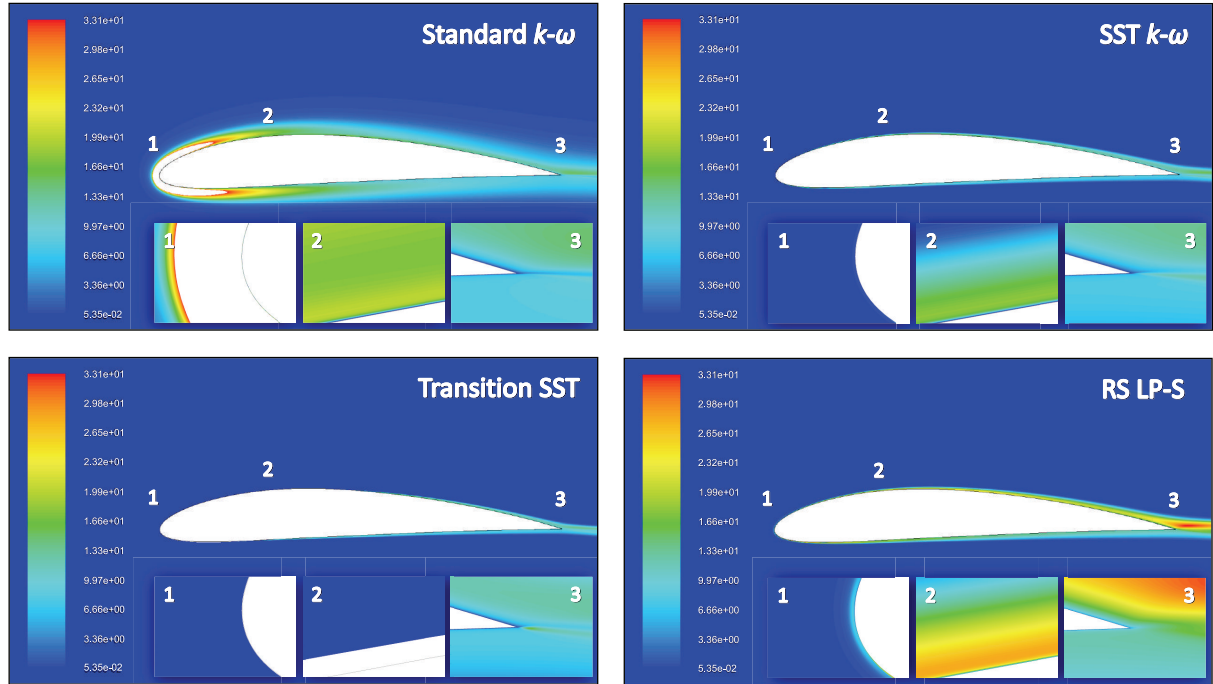 Standard k-ω
3.31e+01
2.98e+01
2.65e+01
2.32e+01
1.99e+01
1.66e+01
1.33e+01
9.97e+00
6.66e+00
3.36e+00
5.35e-02
1
2
3
1
2
3
SST k-ω
3.31e+01
2.98e+01
2.65e+01
2.32e+01
1.99e+01
1.66e+01
1.33e+01
9.97e+00
6.66e+00
3.36e+00
5.35e-02
1
2
3
1
2
3
Transition SST
3.31e+01
2.98e+01
2.65e+01
2.32e+01
1.99e+01
1.66e+01
1.33e+01
9.97e+00
6.66e+00
3.36e+00
5.35e-02
1
2
3
1
2
3
RS LP-S
3.31e+01
2.98e+01
2.65e+01
2.32e+01
1.99e+01
1.66e+01
1.33e+01
9.97e+00
6.66e+00
3.36e+00
5.35e-02
1
2
3
1
2
3